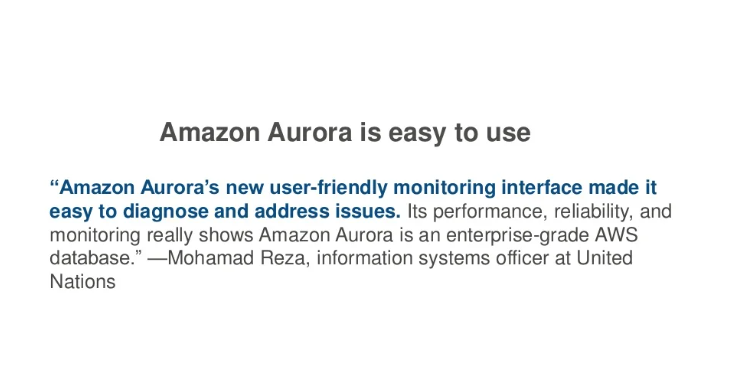 Amazon Aurora is easy to use
“Amazon Aurora’s new user-friendly monitoring interface made it
easy to diagnose and address issues. Its performance, reliability, and
monitoring really shows Amazon Aurora is an enterprise-grade AWS
database.” —Mohamad Reza, information systems officer at United
Nations